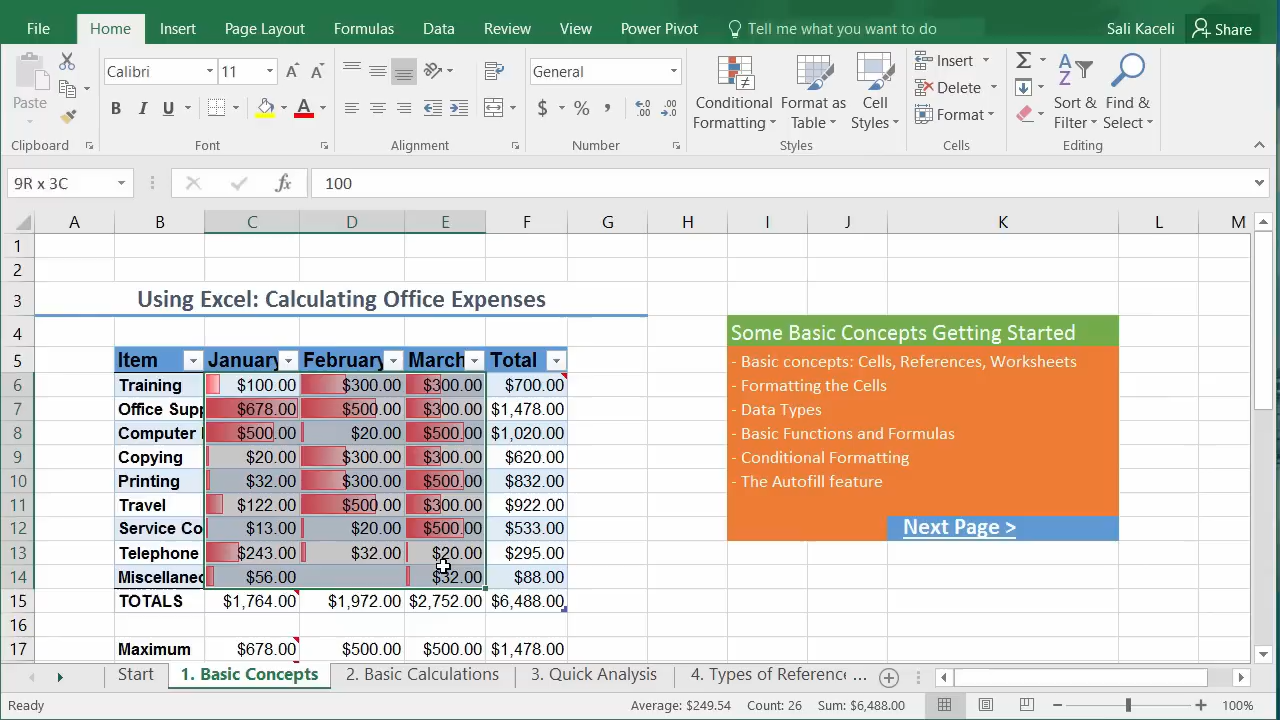 File Home Insert Page Layout Formulas Data Review View Power Pivot Tell me what you want to do Sali Kaceli Share
Calibri 11 General Insert
Paste B I U A $ % , Conditional Formatting Format as Table Cell Styles Delete Sort & Filter Find & Select
Format
Clipboard Font Alignment Number Styles Cells Editing
9R x 3C fx 100
A B C D E F G H I J K L M
1
2
3 Using Excel: Calculating Office Expenses
4 Some Basic Concepts Getting Started
5 Item January February March Total - Basic concepts: Cells, References, Worksheets
6 Training $100.00 $300.00 $300.00 $700.00 - Formatting the Cells
7 Office Supp $678.00 $500.00 $300.00 $1,478.00 - Data Types
8 Computer $500.00 $20.00 $500.00 $1,020.00 - Basic Functions and Formulas
9 Copying $20.00 $300.00 $300.00 $620.00 - Conditional Formatting
10 Printing $32.00 $300.00 $500.00 $832.00 - The Autofill feature
11 Travel $122.00 $500.00 $300.00 $922.00
12 Service Co $13.00 $20.00 $500.00 $533.00 Next Page >
13 Telephone $243.00 $32.00 $20.00 $295.00
14 Miscellanec $56.00 $32.00 $88.00
15 TOTALS $1,764.00 $1,972.00 $2,752.00 $6,488.00
16
17 Maximum $678.00 $500.00 $500.00 $1,478.00
Start 1. Basic Concepts 2. Basic Calculations 3. Quick Analysis 4. Types of Reference ...
Ready Average: $249.54 Count: 26 Sum: $6,488.00 100%